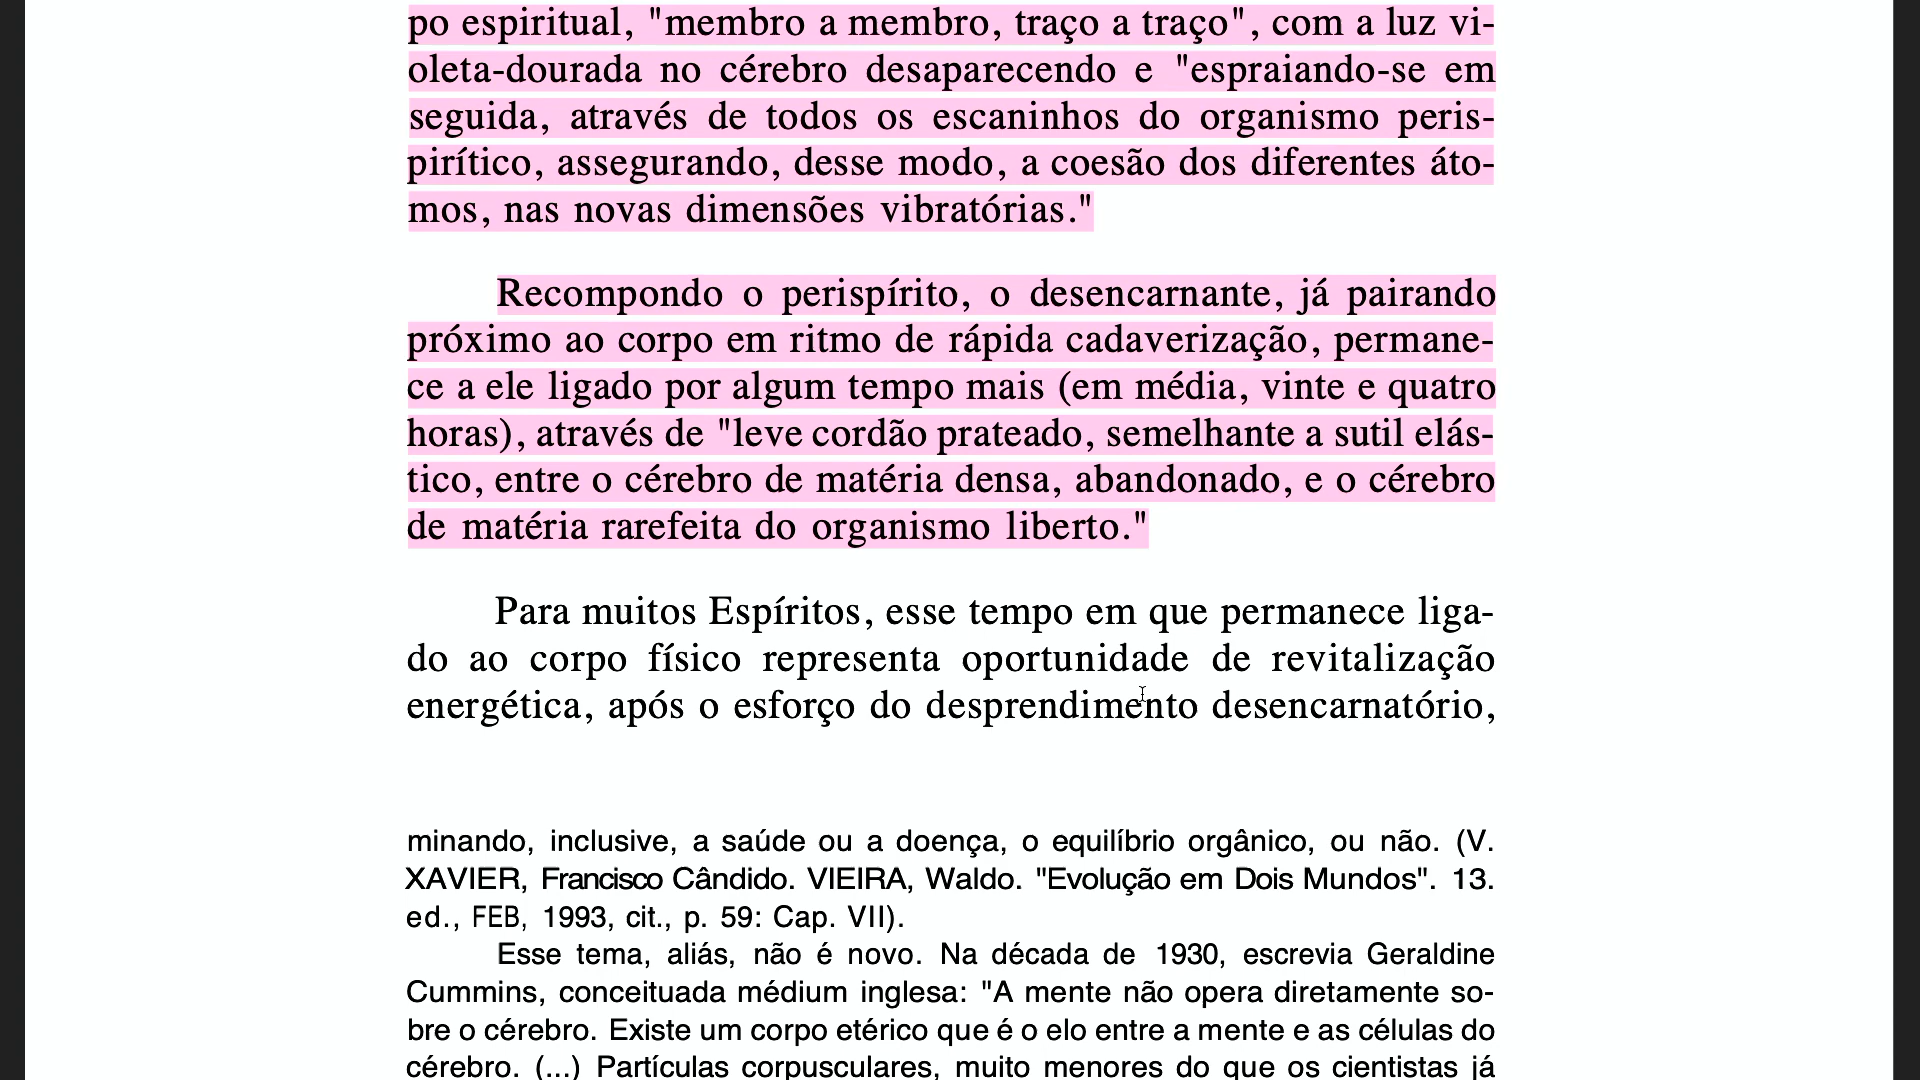 po espiritual, "membro a membro, traço a traço", com a luz vi-
oleta-dourada no cérebro desaparecendo e "espraiando-se em
seguida, através de todos os escaninhos do organismo peris-
pirítico, assegurando, desse modo, a coesão dos diferentes áto-
mos, nas novas dimensões vibratórias."
Recompondo o perispírito, o desencarnante, já pairando
próximo ao corpo em ritmo de rápida cadaverização, permane-
ce a ele ligado por algum tempo mais (em média, vinte e quatro
horas), através de "leve cordão prateado, semelhante a sutil elás-
tico, entre o cérebro de matéria densa, abandonado, e o cérebro
de matéria rarefeita do organismo liberto."
Para muitos Espíritos, esse tempo em que permanece liga-
do ao corpo físico representa oportunidade de revitalização
energética, após o esforço do desprendimento desencarnatório,
minando, inclusive, a saúde ou a doença, o equilíbrio orgânico, ou não. (V.
XAVIER, Francisco Cândido. VIEIRA, Waldo. "Evolução em Dois Mundos". 13.
ed., FEB, 1993, cit., p. 59: Cap. VII).
Esse tema, aliás, não é novo. Na década de 1930, escrevia Geraldine
Cummins, conceituada médium inglesa: "A mente não opera diretamente so-
bre o cérebro. Existe um corpo etérico que é o elo entre a mente e as células do
cérebro. (...) Partículas corpusculares, muito menores do que os cientistas já